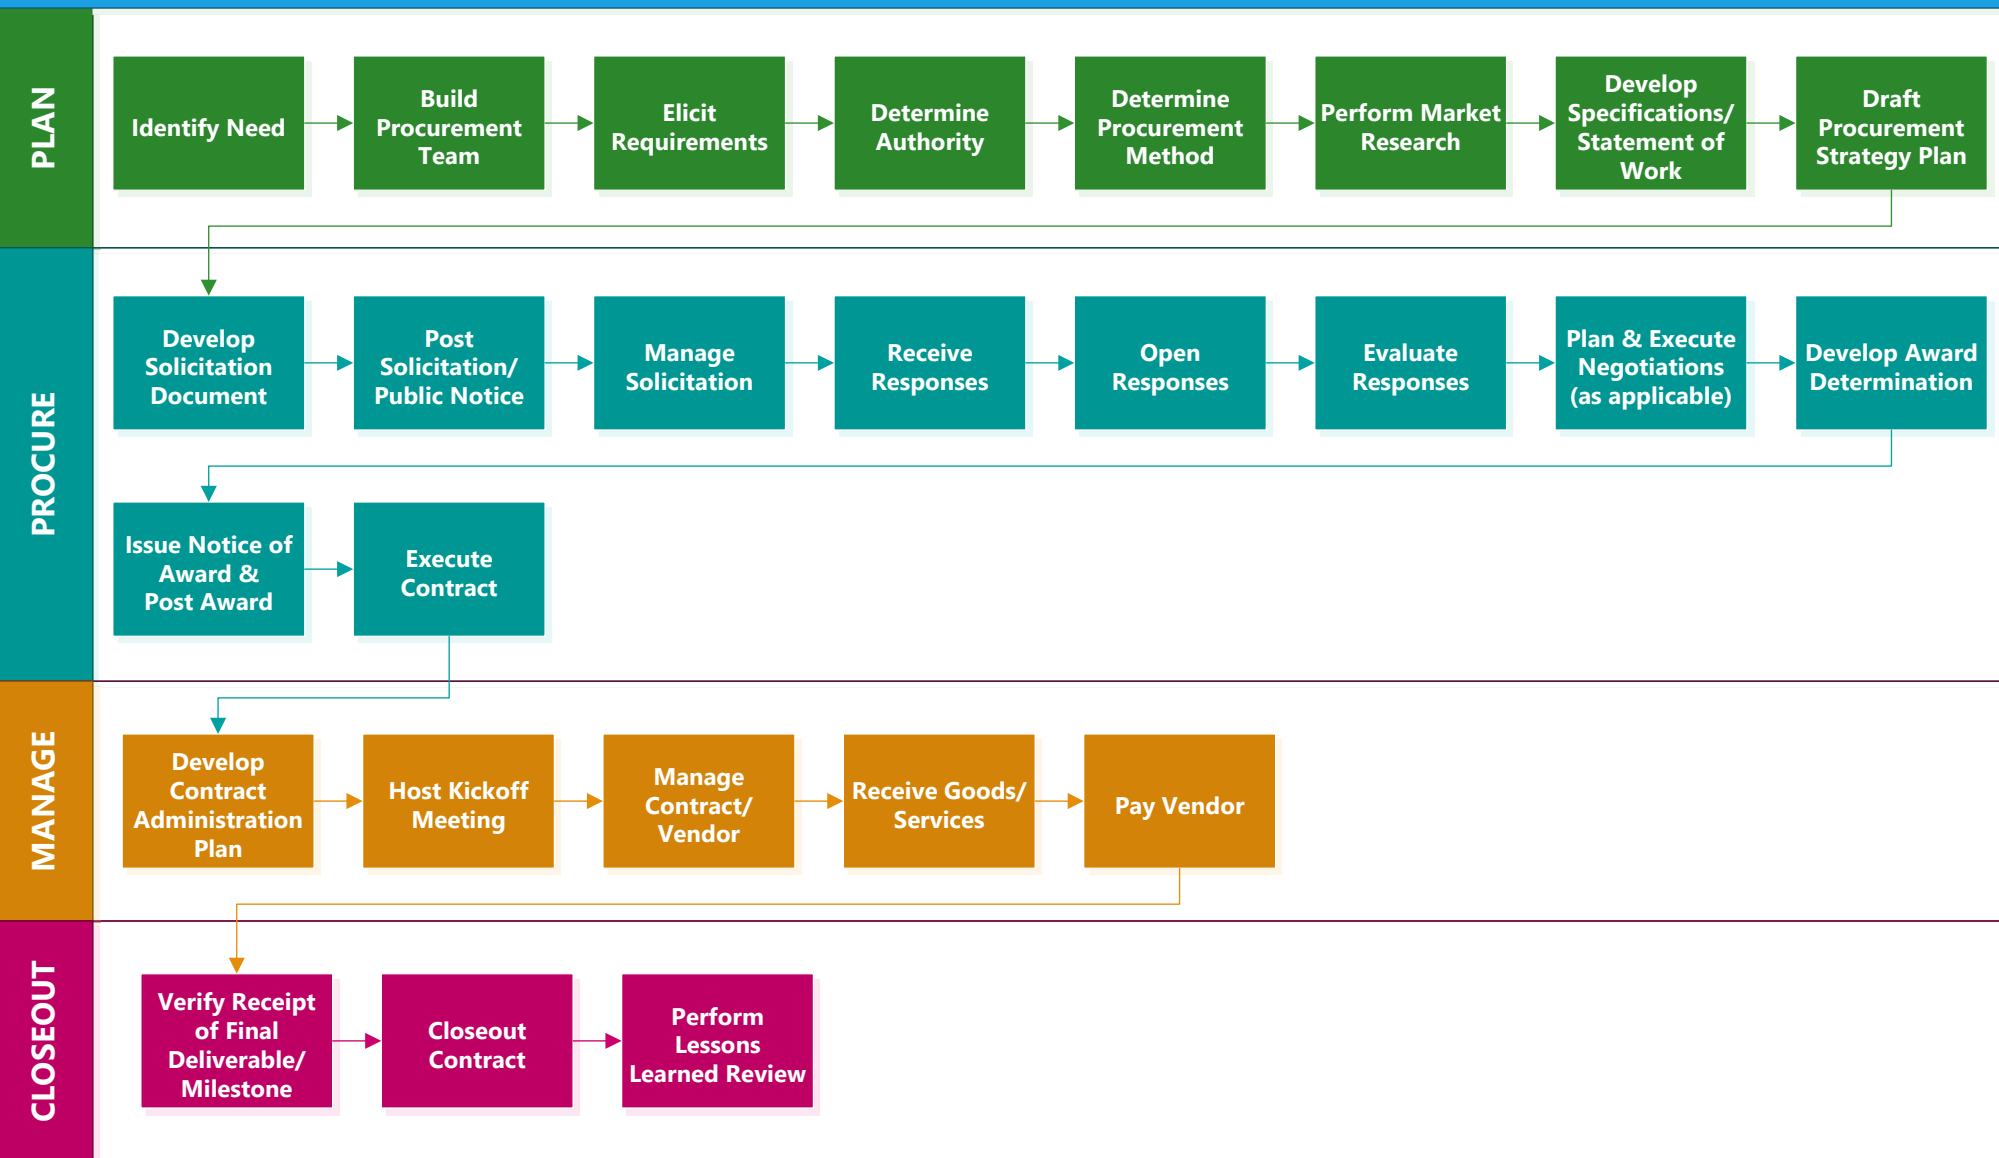 PLAN
Identify Need
Build
Procurement
Team
Elicit
Requirements
Determine
Authority
Determine
Procurement
Method
Perform Market
Research
Develop
Specifications/
Statement of
Work
Draft
Procurement
Strategy Plan
PROCURE
Develop
Solicitation
Document
Post
Solicitation/
Public Notice
Manage
Solicitation
Receive
Responses
Open
Responses
Evaluate
Responses
Plan & Execute
Negotiations
(as applicable)
Develop Award
Determination
Issue Notice of
Award &
Post Award
Execute
Contract
MANAGE
Develop
Contract
Administration
Plan
Host Kickoff
Meeting
Manage
Contract/
Vendor
Receive Goods/
Services
Pay Vendor
CLOSEOUT
Verify Receipt
of Final
Deliverable/
Milestone
Closeout
Contract
Perform
Lessons
Learned Review